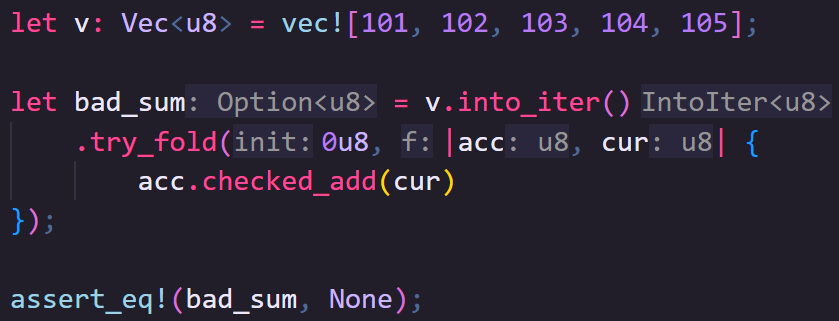 let v: Vec<u8> = vec![101, 102, 103, 104, 105];
let bad_sum: Option<u8> = v.into_iter() IntoIter<u8>
.try_fold(init: 0u8, f: |acc: u8, cur: u8| {
acc.checked_add(cur)
});
assert_eq!(bad_sum, None);